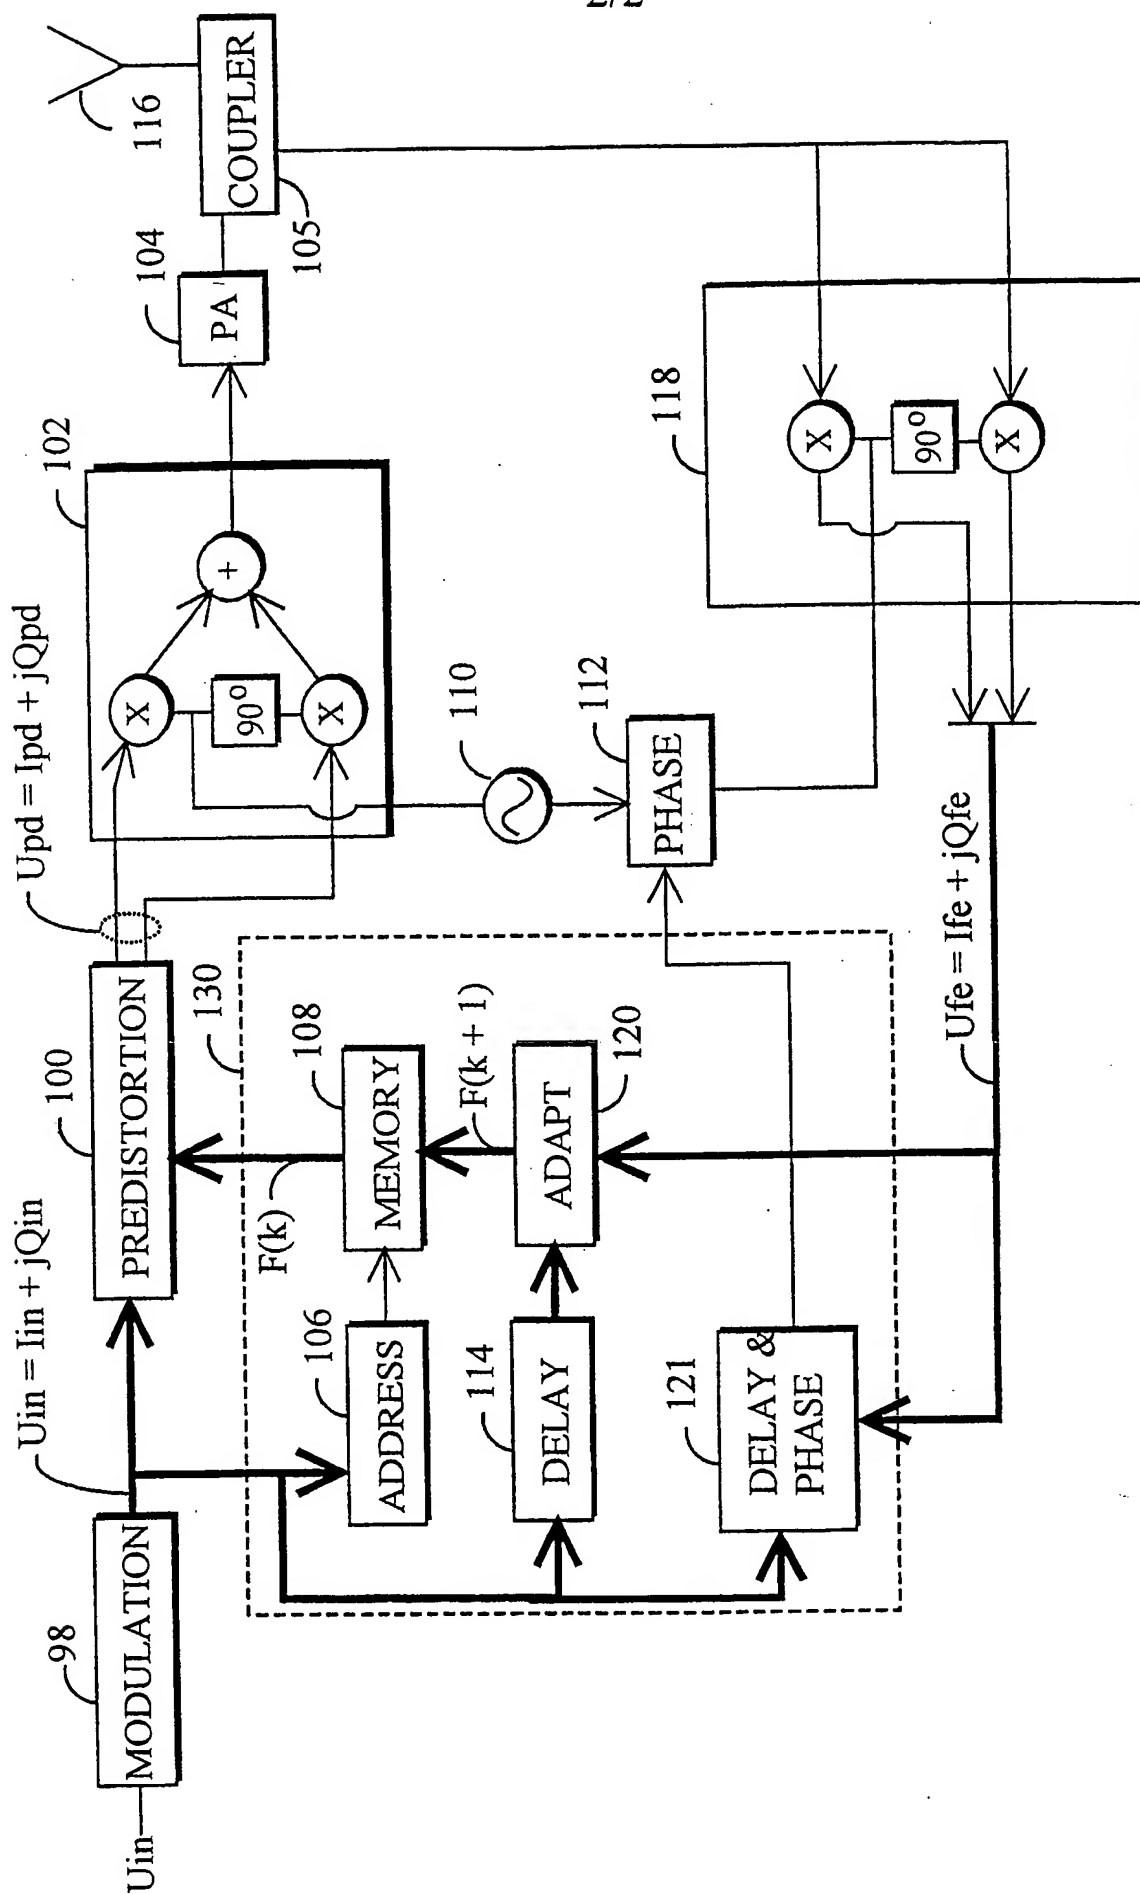 2/2
Uin
98
MODULATION
Uin = Iin + jQin
100
PREDISTORTION
Upd = Ipd + jQpd
102
X
90°
X
+
104
PA
116
COUPLER
105
130
F(k)
106
ADDRESS
108
MEMORY
F(k + 1)
114
DELAY
120
ADAPT
110
112
PHASE
121
DELAY &
PHASE
118
X
90°
X
Ufe = Ife + jQfe